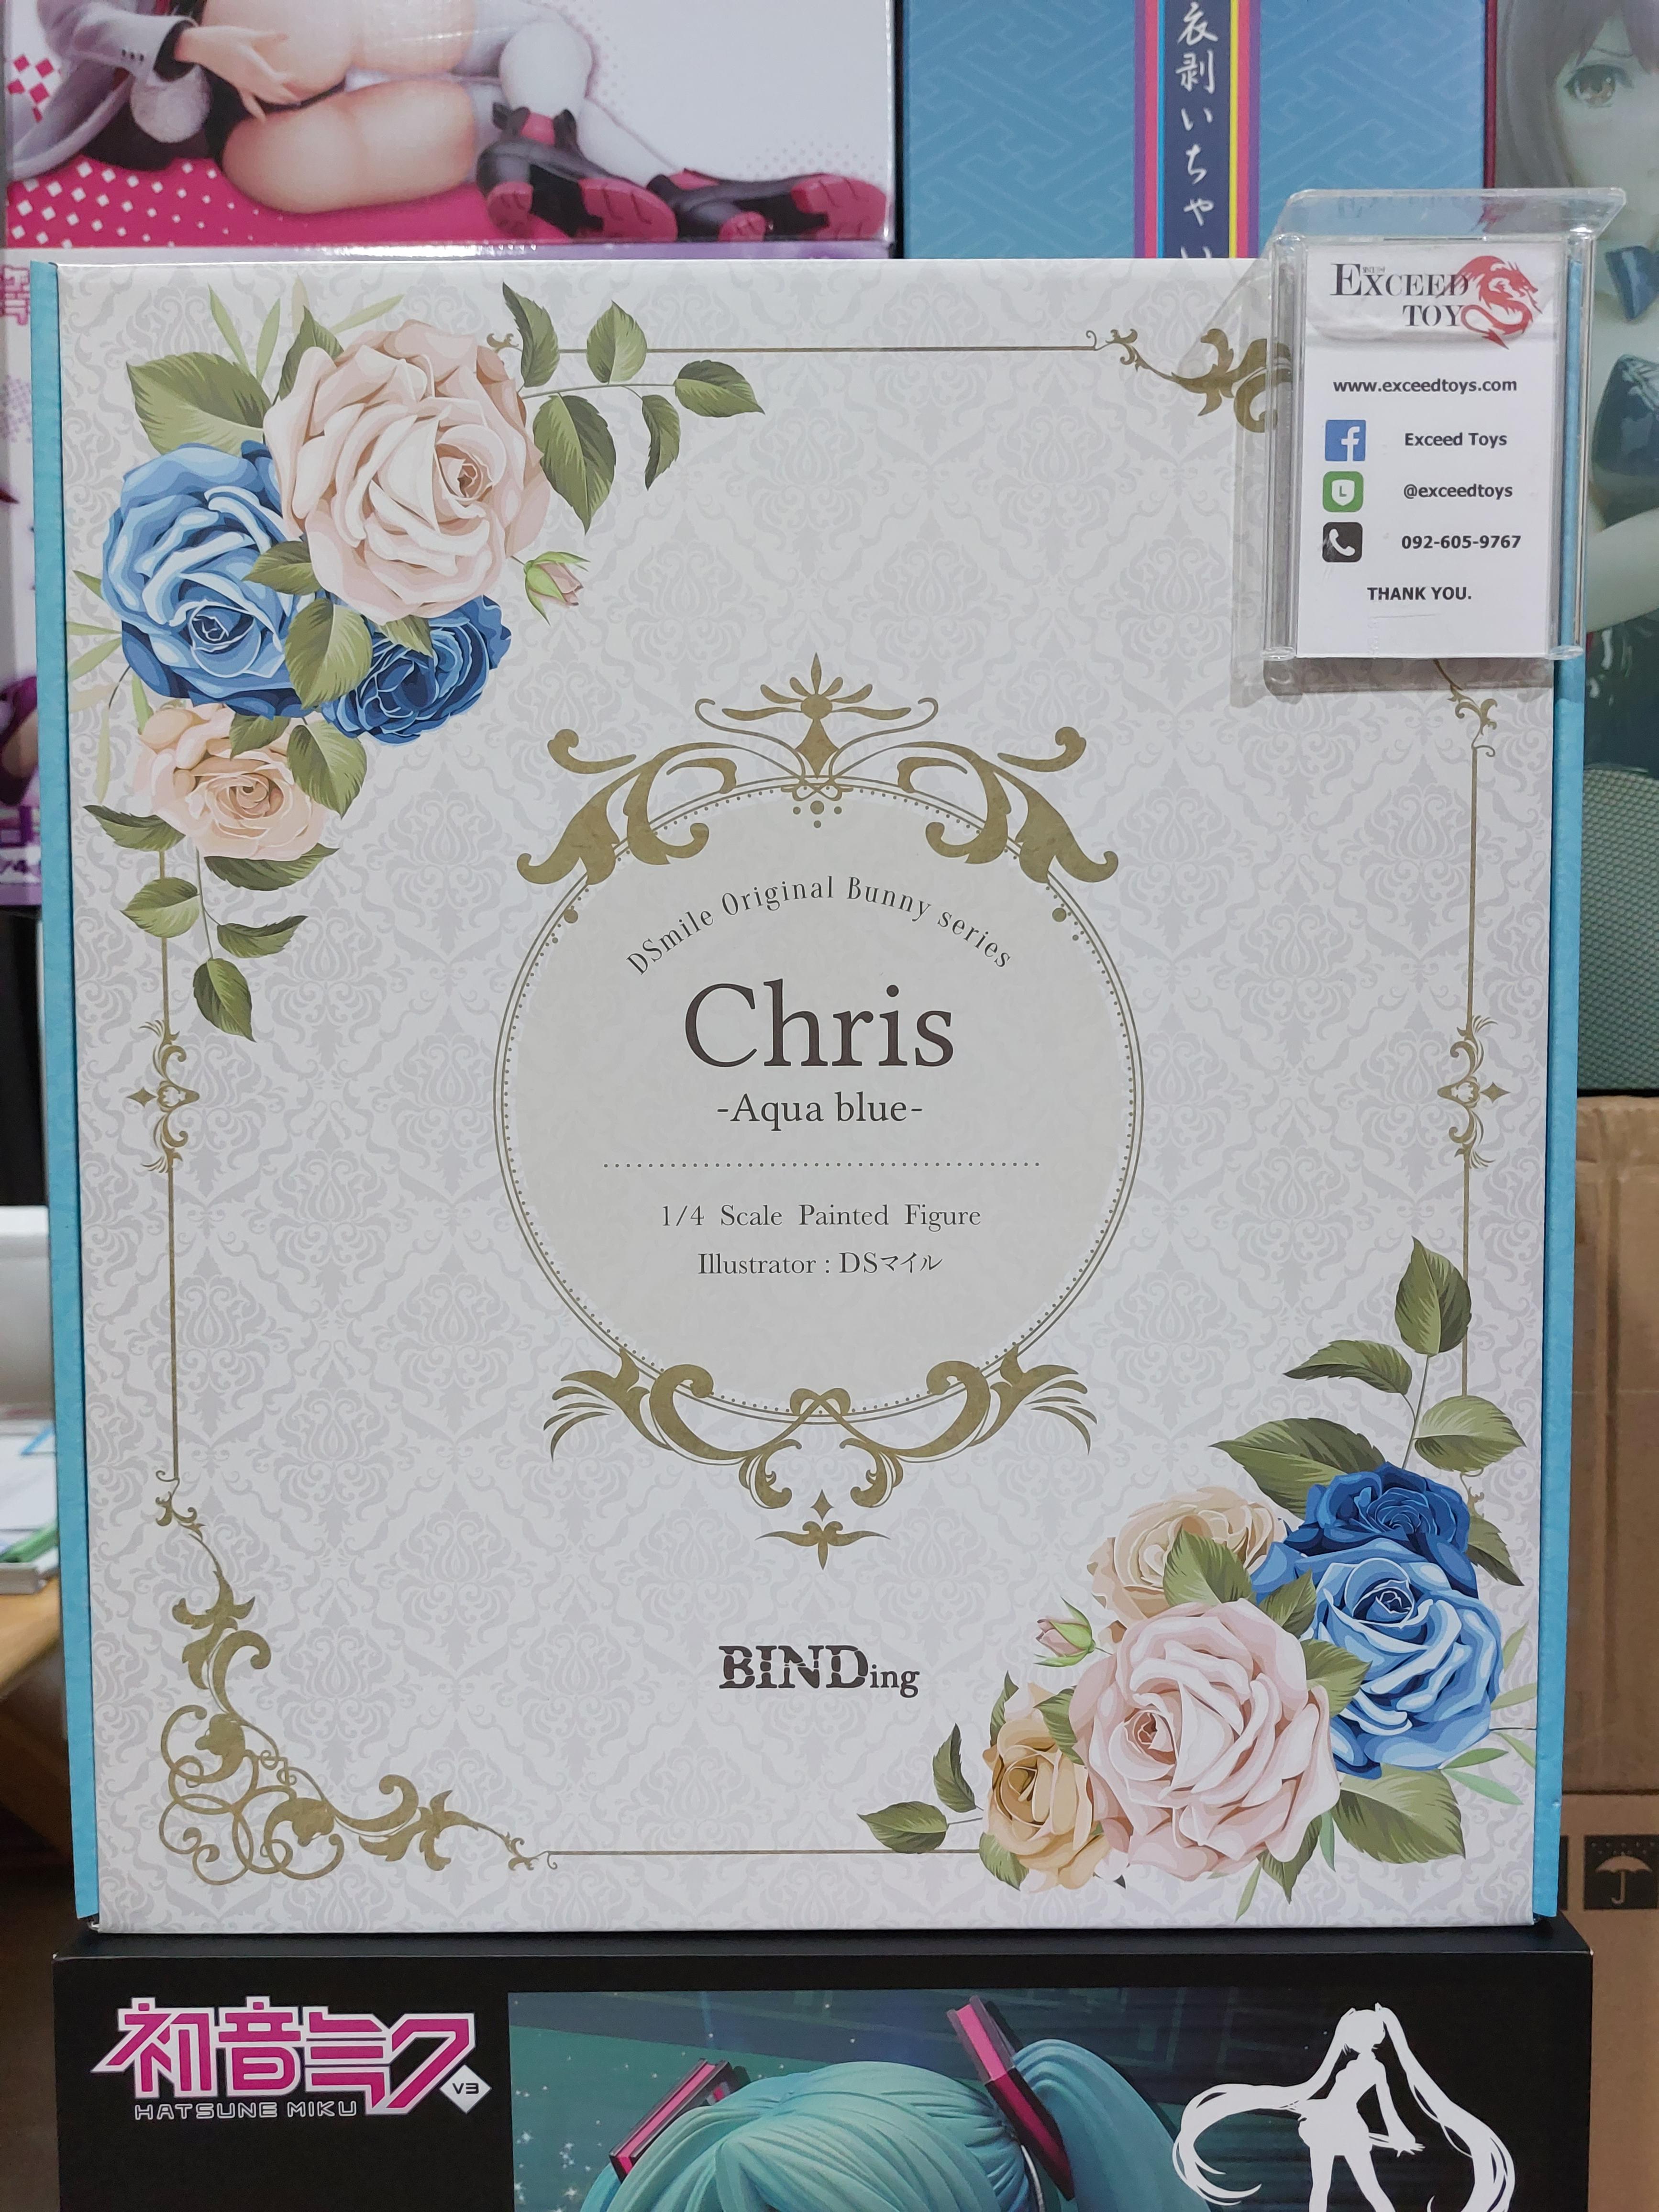 衣剥いちゃい
EXCEED
TOY
www.exceedtoys.com
Exceed Toys
@exceedtoys
092-605-9767
THANK YOU.
DSmile Original Bunny series
Chris
-Aqua blue-
1/4 Scale Painted Figure
Illustrator : DSマイル
BINDing
初音ミク
V3
HATSUNE MIKU